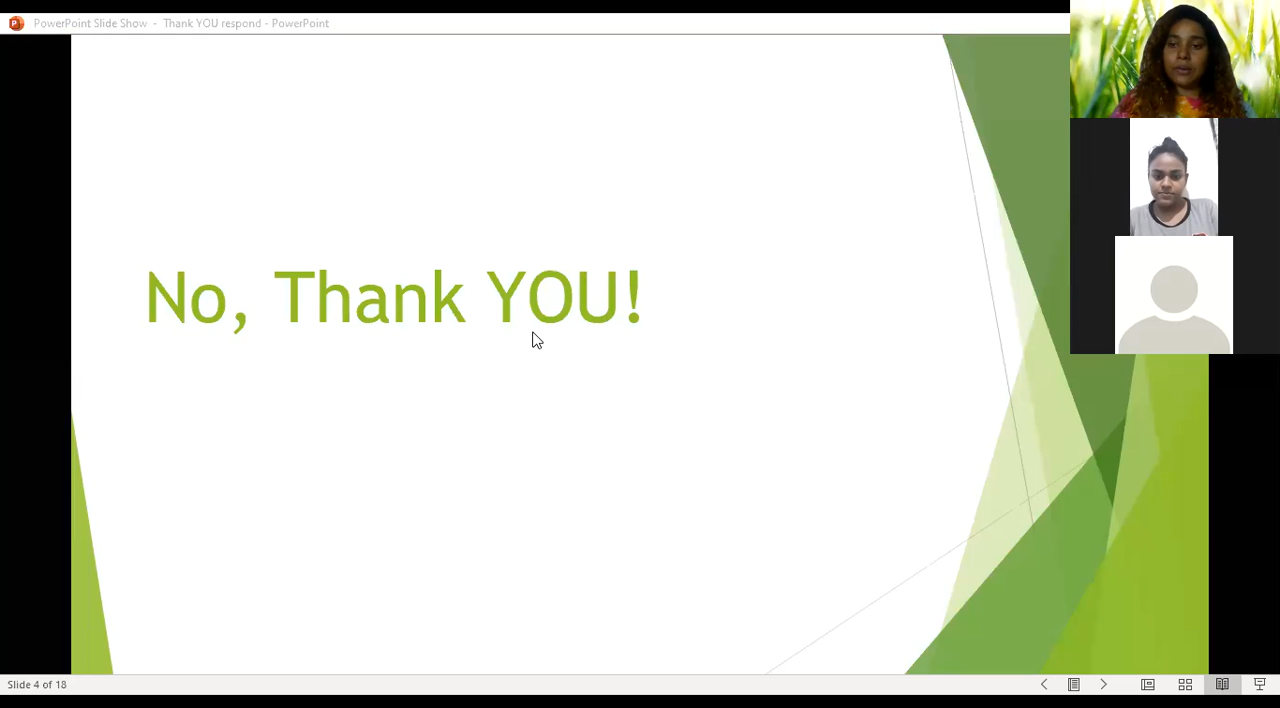 PowerPoint Slide Show - Thank YOU respond - PowerPoint
No, Thank YOU!
Slide 4 of 18